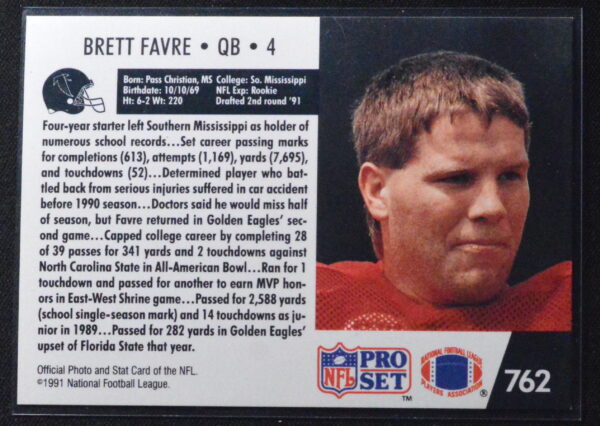 BRETT FAVRE • QB • 4
Born: Pass Christian, MS College: So. Mississippi
Birthdate: 10/10/69 NFL Exp: Rookie
Ht: 6-2 Wt: 220 Drafted 2nd round '91
Four-year starter left Southern Mississippi as holder of
numerous school records...Set career passing marks
for completions (613), attempts (1,169), yards (7,695),
and touchdowns (52)...Determined player who bat-
tled back from serious injuries suffered in car accident
before 1990 season...Doctors said he would miss half
of season, but Favre returned in Golden Eagles' sec-
ond game...Capped college career by completing 28
of 39 passes for 341 yards and 2 touchdowns against
North Carolina State in All-American Bowl...Ran for 1
touchdown and passed for another to earn MVP hon-
ors in East-West Shrine game...Passed for 2,588 yards
(school single-season mark) and 14 touchdowns as ju-
nior in 1989...Passed for 282 yards in Golden Eagles'
upset of Florida State that year.
Official Photo and Stat Card of the NFL.
©1991 National Football League.
NFL
PRO
SET
™
NATIONAL FOOTBALL LEAGUE
PLAYERS ASSOCIATION
®
762